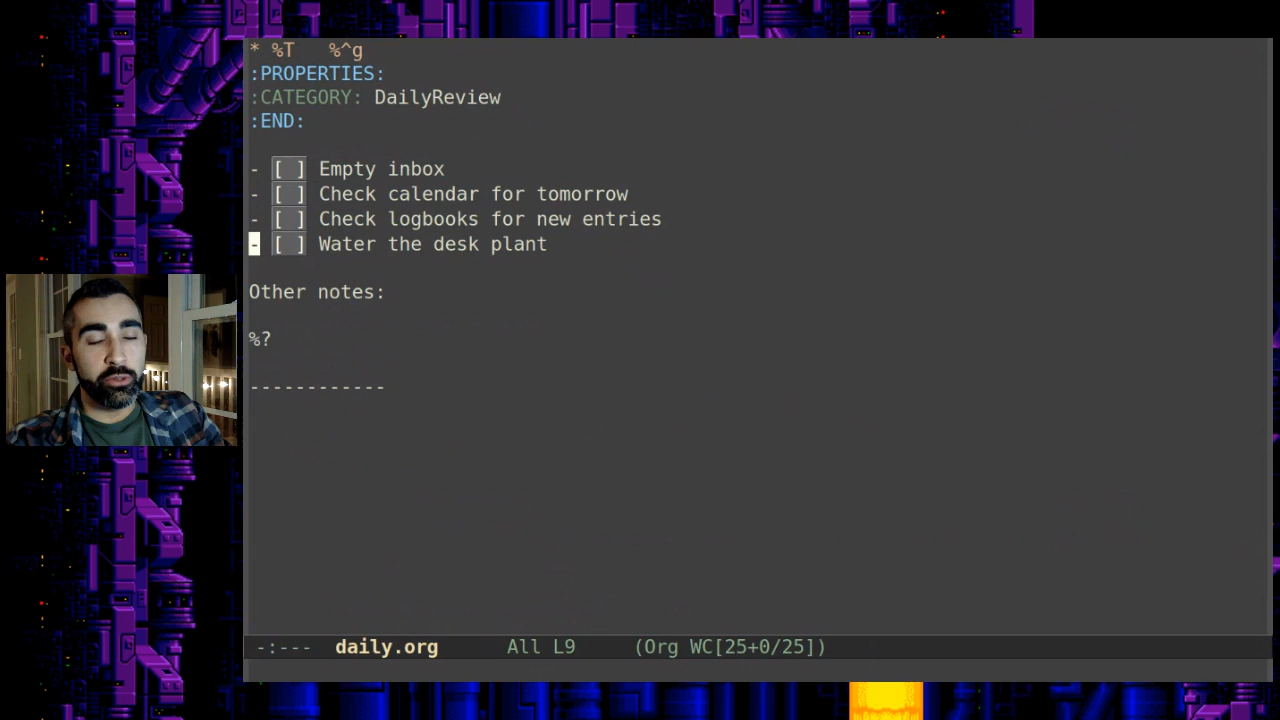 * %T   %^g
:PROPERTIES:
:CATEGORY: DailyReview
:END:
- [ ] Empty inbox
- [ ] Check calendar for tomorrow
- [ ] Check logbooks for new entries
- [ ] Water the desk plant
Other notes:
%?
------------
-:---  daily.org      All L9     (Org WC[25+0/25])